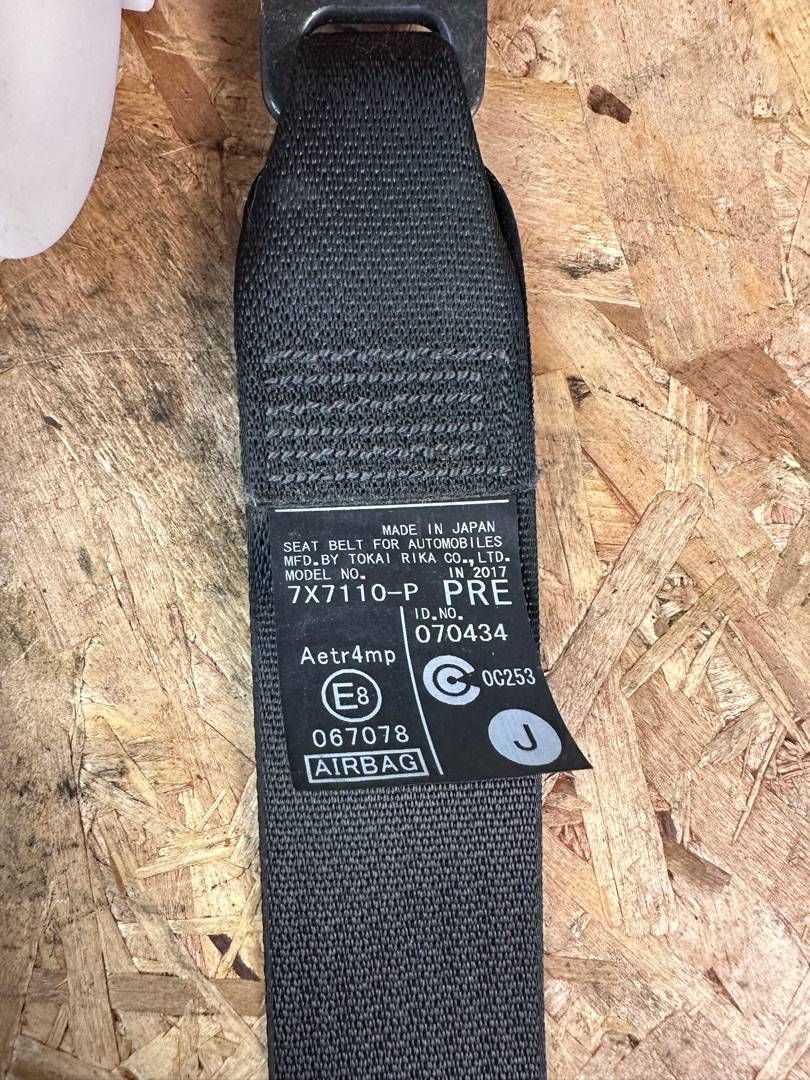 MADE IN JAPAN
SEAT BELT FOR AUTOMOBILES
MFD.BY TOKAI RIKA CO.,LTD.
MODEL NO. IN 2017
7X7110-P PRE
ID.NO.
070434
Aetr4mp
E8
067078
AIRBAG
CC 0C253
J